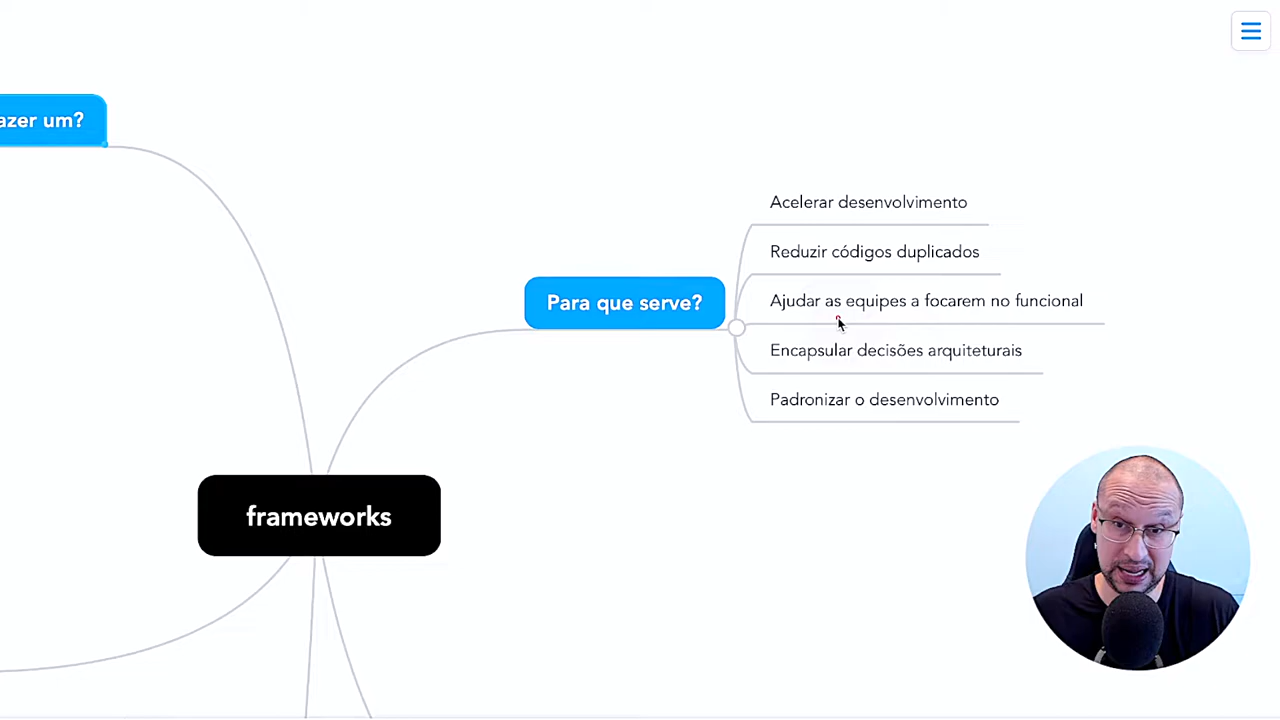 azer um?
Para que serve?
Acelerar desenvolvimento
Reduzir códigos duplicados
Ajudar as equipes a focarem no funcional
Encapsular decisões arquiteturais
Padronizar o desenvolvimento
frameworks